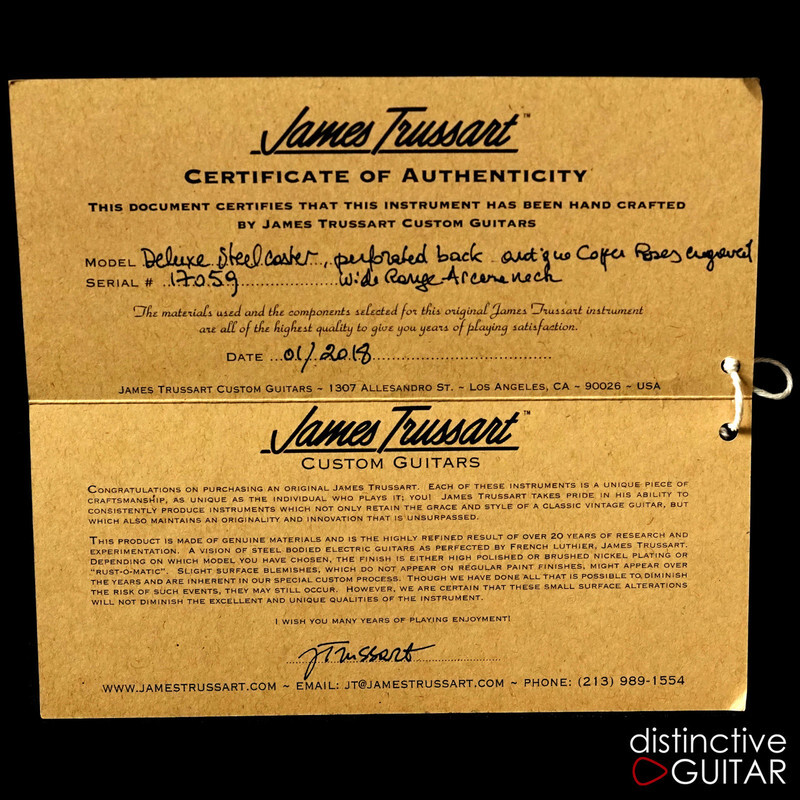 James Trussart™
CERTIFICATE OF AUTHENTICITY
THIS DOCUMENT CERTIFIES THAT THIS INSTRUMENT HAS BEEN HAND CRAFTED
BY JAMES TRUSSART CUSTOM GUITARS
MODEL Deluxe Steelcaster, perforated back antique Roses engraved
SERIAL # 17059 Wide Range neck
The materials used and the components selected for this original James Trussart instrument
are all of the highest quality to give you years of playing satisfaction.
DATE 01/2018
JAMES TRUSSART CUSTOM GUITARS ~ 1307 ALLESANDRO ST. ~ LOS ANGELES, CA ~ 90026 ~ USA
James Trussart™
CUSTOM GUITARS
CONGRATULATIONS ON PURCHASING AN ORIGINAL JAMES TRUSSART. EACH OF THESE INSTRUMENTS IS A UNIQUE PIECE OF
CRAFTSMANSHIP, AS UNIQUE AS THE INDIVIDUAL WHO PLAYS IT; YOU! JAMES TRUSSART TAKES PRIDE IN HIS ABILITY TO
CONSISTENTLY PRODUCE INSTRUMENTS WHICH NOT ONLY RETAIN THE GRACE AND STYLE OF A CLASSIC VINTAGE GUITAR, BUT
WHICH ALSO MAINTAINS AN ORIGINALITY AND INNOVATION THAT IS UNSURPASSED.
THIS PRODUCT IS MADE OF GENUINE MATERIALS AND IS THE HIGHLY REFINED RESULT OF OVER 20 YEARS OF RESEARCH AND
EXPERIMENTATION. A VISION OF STEEL BODIED ELECTRIC GUITARS AS PERFECTED BY FRENCH LUTHIER, JAMES TRUSSART.
DEPENDING ON WHICH MODEL YOU HAVE CHOSEN, THE FINISH IS EITHER HIGH POLISHED OR BRUSHED NICKEL PLATING OR
"RUST-O-MATIC". SLIGHT SURFACE BLEMISHES, WHICH DO NOT APPEAR ON REGULAR PAINT FINISHES, MIGHT APPEAR OVER
THE YEARS AND ARE INHERENT IN OUR SPECIAL CUSTOM PROCESS. THOUGH WE HAVE DONE ALL THAT IS POSSIBLE TO DIMINISH
THE RISK OF SUCH EVENTS, THEY MAY STILL OCCUR. HOWEVER, WE ARE CERTAIN THAT THESE SMALL SURFACE ALTERATIONS
WILL NOT DIMINISH THE EXCELLENT AND UNIQUE QUALITIES OF THE INSTRUMENT.
I WISH YOU MANY YEARS OF PLAYING ENJOYMENT!
JTrussart
WWW.JAMESTRUSSART.COM ~ EMAIL: JT@JAMESTRUSSART.COM ~ PHONE: (213) 989-1554
distinctive
GUITAR